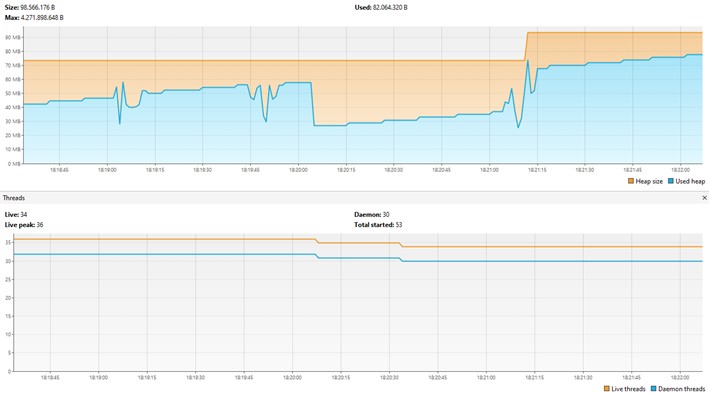 Size: 98.566.176 B Used: 82.064.320 B
Max: 4.271.898.648 B
90 MB
80 MB
70 MB
60 MB
50 MB
40 MB
30 MB
20 MB
10 MB
0 MB
18:18:45 18:19:00 18:19:15 18:19:30 18:19:45 18:20:00 18:20:15 18:20:30 18:20:45 18:21:00 18:21:15 18:21:30 18:21:45 18:22:00
Heap size Used heap
Threads ×
Live: 34 Daemon: 30
Live peak: 36 Total started: 53
35
30
25
20
15
10
5
0
18:18:45 18:19:00 18:19:15 18:19:30 18:19:45 18:20:00 18:20:15 18:20:30 18:20:45 18:21:00 18:21:15 18:21:30 18:21:45 18:22:00
Live threads Daemon threads